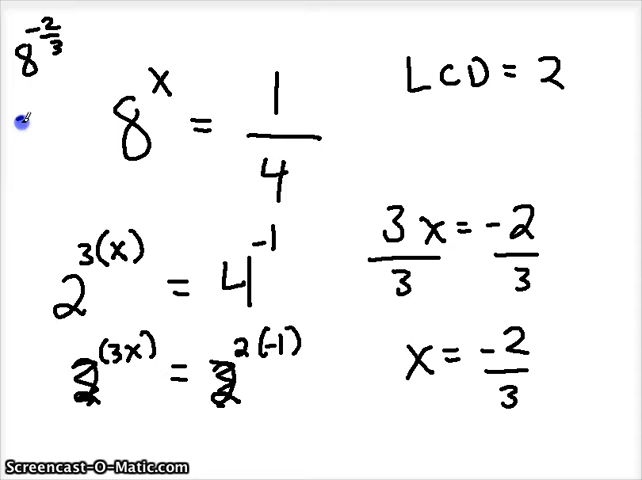 8^(-2/3)
8^x = 1/4
LCD = 2
2^3(x) = 4^-1
3x/3 = -2/3
2^(3x) = 2^2(-1)
x = -2/3
Screencast-O-Matic.com